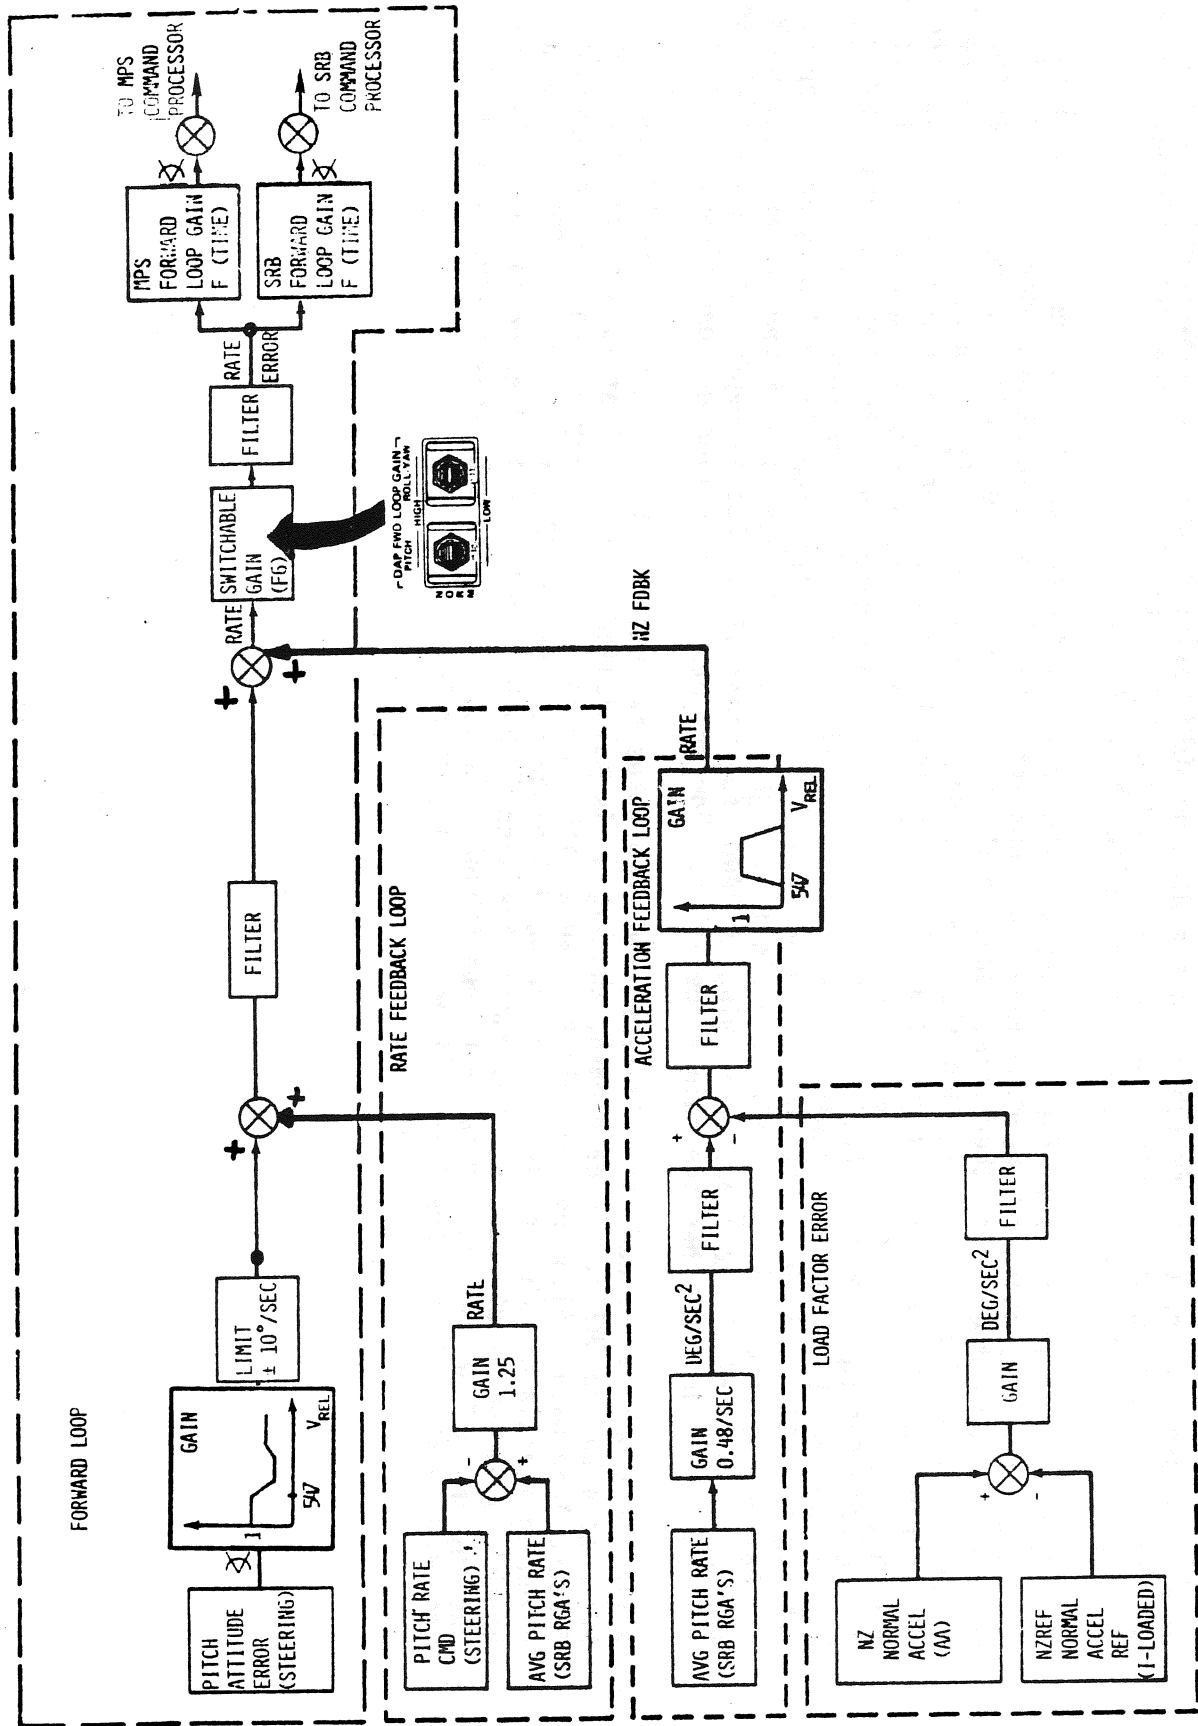 FORWARD LOOP
PITCH
ATTITUDE
ERROR
(STEERING)
GAIN
1
547
V REL
LIMIT
± 10°/SEC
+
+
FILTER
+
+
RATE
SWITCHABLE
GAIN
(F6)
FILTER
RATE
ERROR
MPS
FORWARD
LOOP GAIN
F (TIME)
TO MPS
COMMAND
PROCESSOR
SRB
FORWARD
LOOP GAIN
F (TIME)
TO SRB
COMMAND
PROCESSOR
DAP FWD LOOP GAIN
PITCH
ROLL-YAW
HIGH
NORM
LOW
RATE FEEDBACK LOOP
PITCH RATE
CMD
(STEERING)
AVG PITCH RATE
(SRB RGA'S)
-
+
GAIN
1.25
RATE
NZ FDBK
ACCELERATION FEEDBACK LOOP
AVG PITCH RATE
(SRB RGA'S)
GAIN
0.48/SEC
DEG/SEC²
FILTER
+
-
FILTER
GAIN
1
547
V REL
RATE
LOAD FACTOR ERROR
NZ
NORMAL
ACCEL
(AA)
NZREF
NORMAL
ACCEL
REF
(I-LOADED)
+
-
GAIN
DEG/SEC²
FILTER